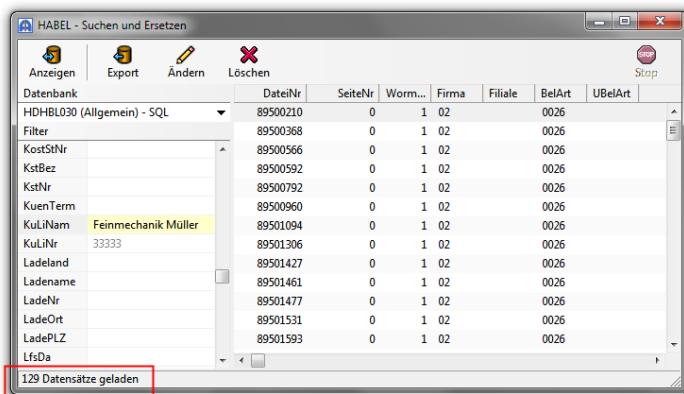 HABEL - Suchen und Ersetzen
Anzeigen Export Ändern Löschen STOP Stop
Datenbank DateiNr SeiteNr Worm... Firma Filiale BelArt UBelArt
HDHBL030 (Allgemein) - SQL 89500210 0 1 02 0026
Filter 89500368 0 1 02 0026
KostStNr 89500566 0 1 02 0026
KstBez 89500592 0 1 02 0026
KstNr 89500792 0 1 02 0026
KuenTerm 89500960 0 1 02 0026
KuLiNam Feinmechanik Müller 89501094 0 1 02 0026
KuLiNr 33333 89501306 0 1 02 0026
Ladeland 89501427 0 1 02 0026
Ladename 89501461 0 1 02 0026
LadeNr 89501477 0 1 02 0026
LadeOrt 89501531 0 1 02 0026
LadePLZ 89501593 0 1 02 0026
LfsDa
129 Datensätze geladen